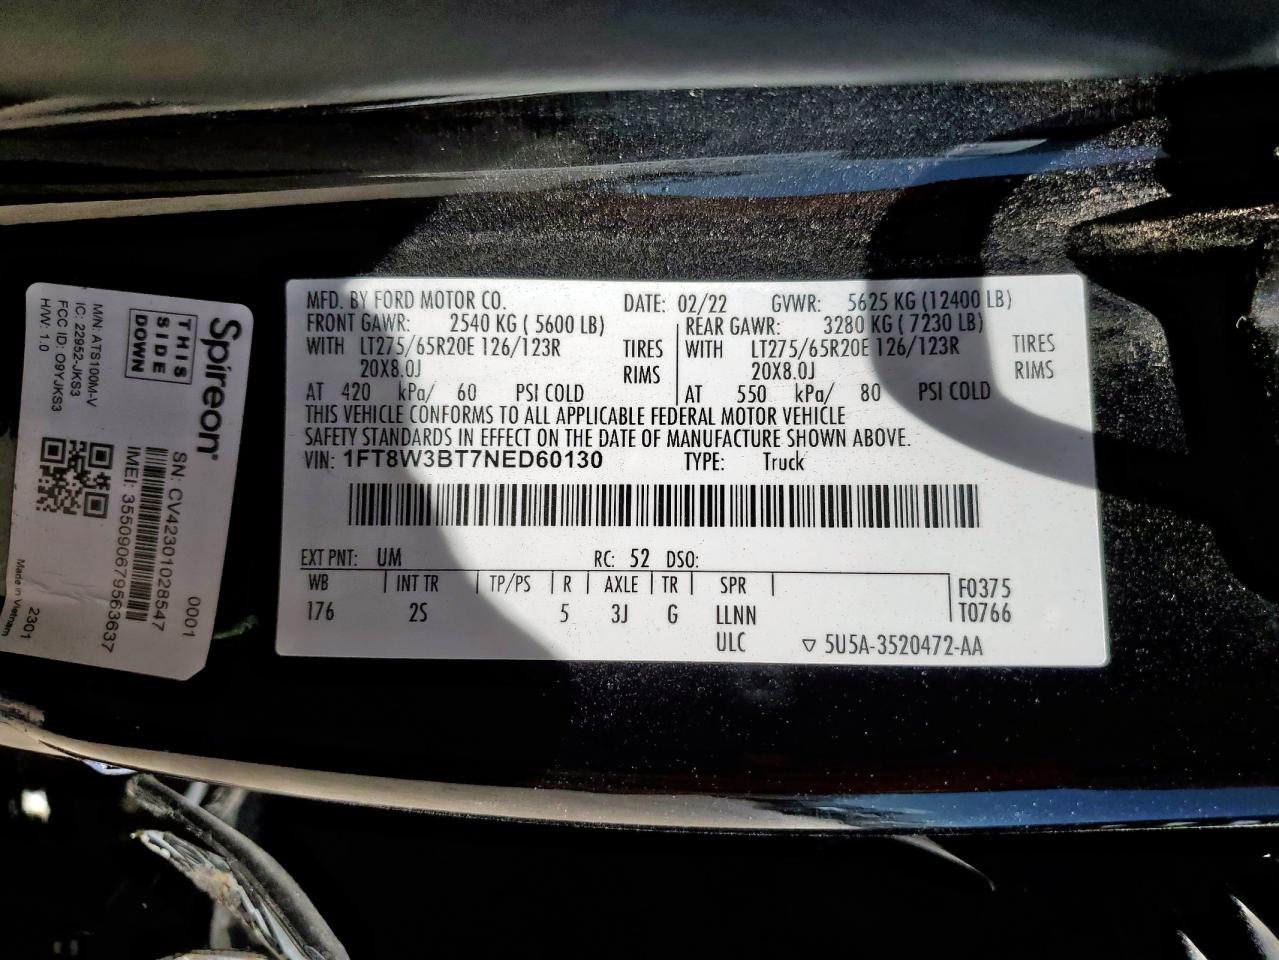 MFD. BY FORD MOTOR CO. DATE: 02/22 GVWR: 5625 KG (12400 LB)
FRONT GAWR: 2540 KG ( 5600 LB) REAR GAWR: 3280 KG ( 7230 LB)
WITH LT275/65R20E 126/123R TIRES WITH LT275/65R20E 126/123R TIRES
20X8.0J RIMS 20X8.0J RIMS
AT 420 kPa/ 60 PSI COLD AT 550 kPa/ 80 PSI COLD
THIS VEHICLE CONFORMS TO ALL APPLICABLE FEDERAL MOTOR VEHICLE
SAFETY STANDARDS IN EFFECT ON THE DATE OF MANUFACTURE SHOWN ABOVE.
VIN: 1FT8W3BT7NED60130 TYPE: Truck
EXT PNT: UM RC: 52 DSO:
WB INT TR TP/PS R AXLE TR SPR F0375
176 2S 5 3J G LLNN T0766
ULC ▽ 5U5A-3520472-AA
Spireon®
THIS
SIDE
DOWN
M/N: ATS100M-V
IC: 22952-JKS3
FCC ID: O9YJKS3
H/W: 1.0
0001
SN: CV42301028547
IMEI: 355090679563637
2301
Made in Vietnam